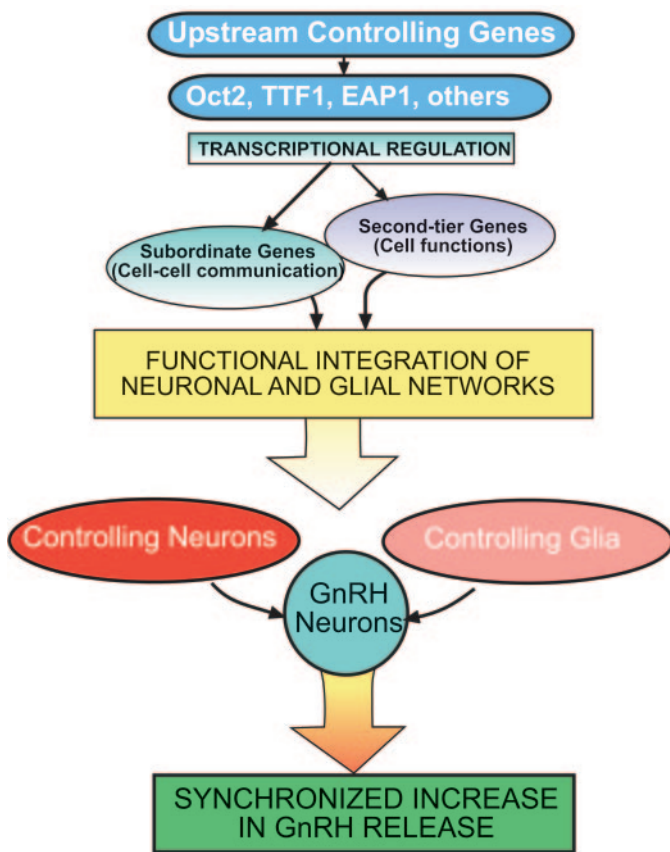 Upstream Controlling Genes
Oct2, TTF1, EAP1, others
TRANSCRIPTIONAL REGULATION
Subordinate Genes
(Cell-cell communication)
Second-tier Genes
(Cell functions)
FUNCTIONAL INTEGRATION OF
NEURONAL AND GLIAL NETWORKS
Controlling Neurons
Controlling Glia
GnRH
Neurons
SYNCHRONIZED INCREASE
IN GnRH RELEASE